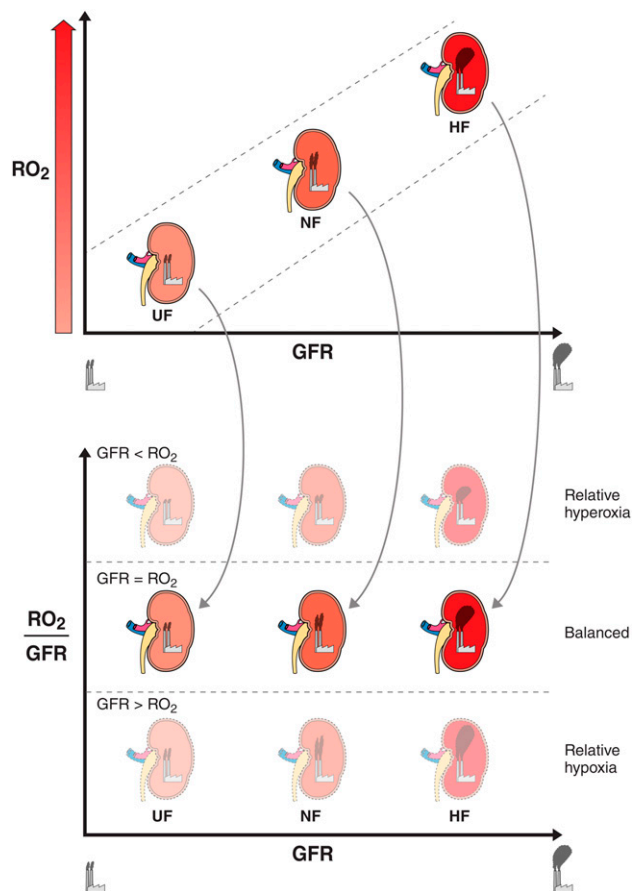 RO₂
HF
NF
UF
GFR
GFR < RO₂
Relative
hyperoxia
GFR = RO₂
RO₂
GFR
Balanced
GFR > RO₂
Relative
hypoxia
UF
NF
HF
GFR